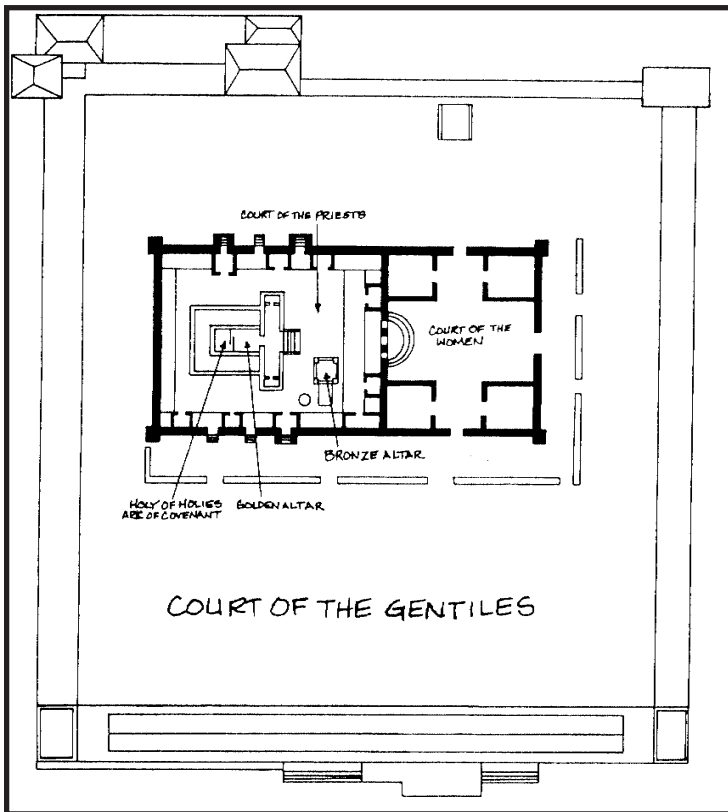 COURT OF THE PRIESTS
COURT OF THE
WOMEN
BRONZE ALTAR
HOLY OF HOLIES
ARK OF COVENANT
GOLDEN ALTAR
COURT OF THE GENTILES